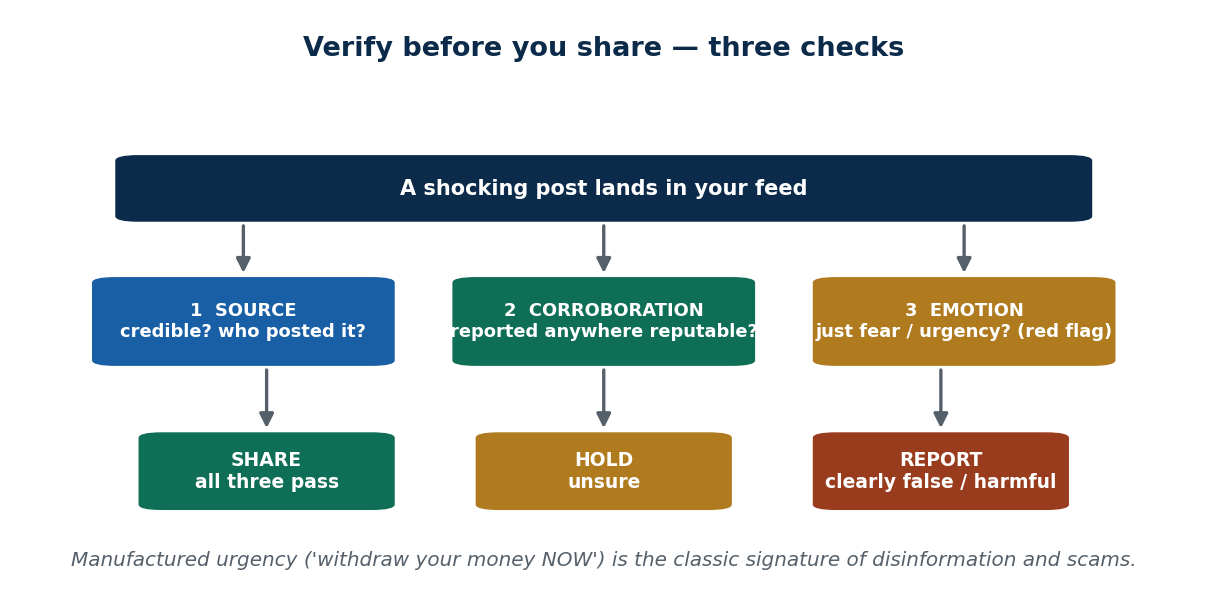 Verify before you share — three checks
A shocking post lands in your feed
1  SOURCE
credible? who posted it?
2  CORROBORATION
reported anywhere reputable?
3  EMOTION
just fear / urgency? (red flag)
SHARE
all three pass
HOLD
unsure
REPORT
clearly false / harmful
Manufactured urgency ('withdraw your money NOW') is the classic signature of disinformation and scams.